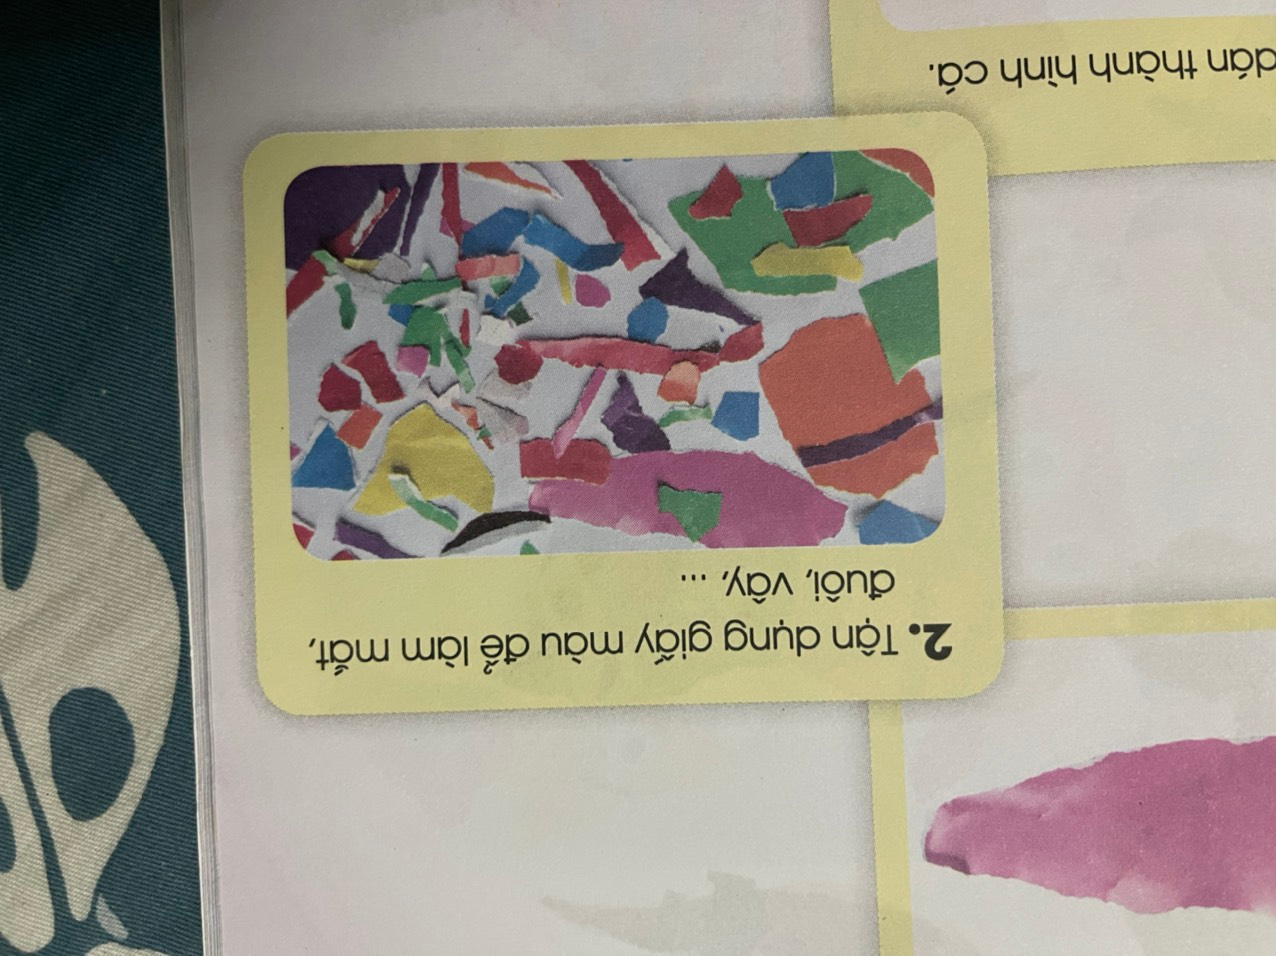 2. Tận dụng giấy màu để làm mắt,
đuôi, vây, ...
dán thành hình cá.